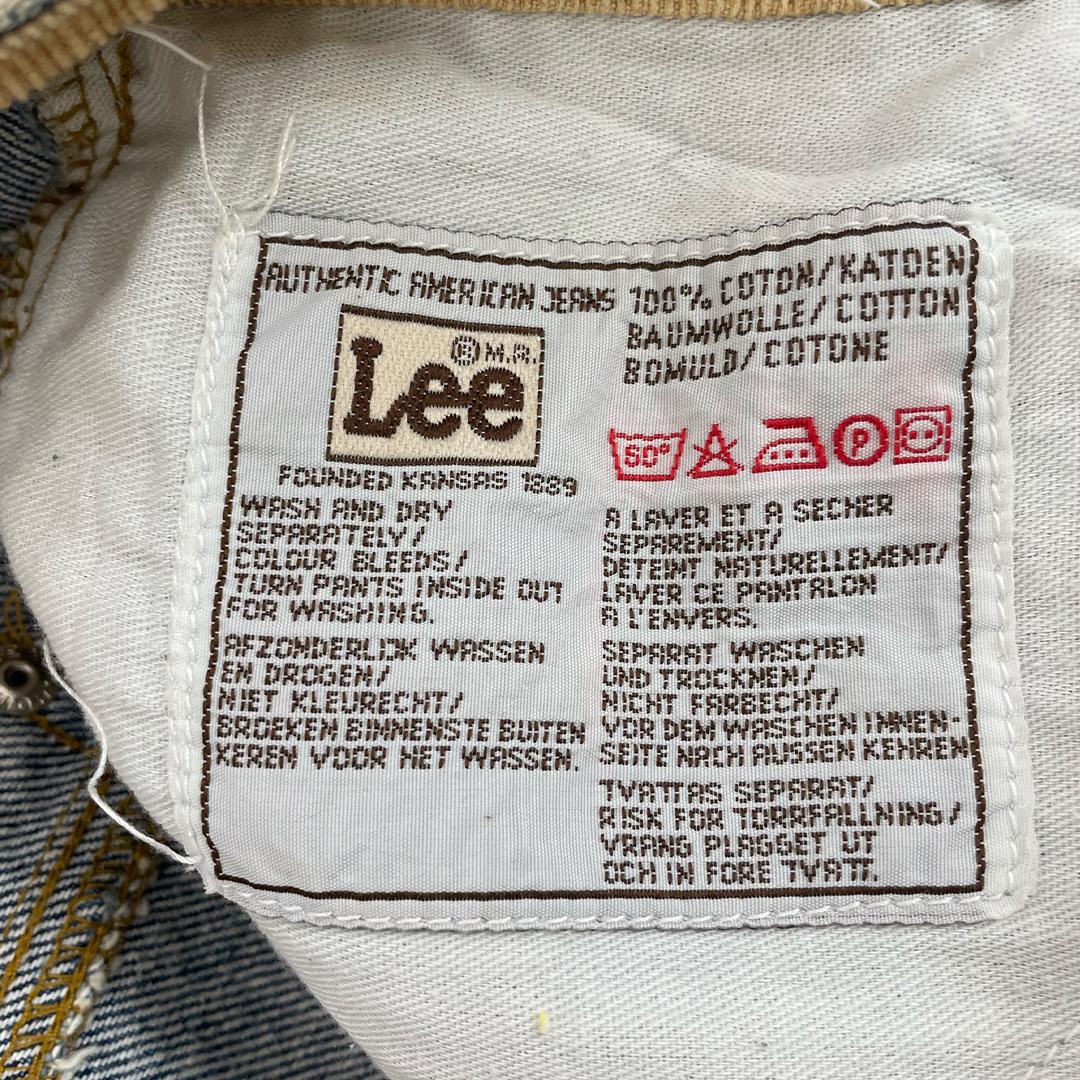 AUTHENTIC AMERICAN JEANS
Lee
® M.R.
FOUNDED KANSAS 1889
WASH AND DRY
SEPARATELY/
COLOUR BLEEDS/
TURN PANTS INSIDE OUT
FOR WASHING.
AFZONDERLIJK WASSEN
EN DROGEN/
NIET KLEURECHT/
BROEKEN BINNENSTE BUITEN
KEREN VOOR HET WASSEN.
100% COTON/KATOEN
BAUMWOLLE/COTTON
BOMULD/COTONE
60°
P
A LAVER ET A SECHER
SEPAREMENT/
DETEINT NATURELLEMENT/
LAVER CE PANTALON
A L'ENVERS.
SEPARAT WASCHEN
UND TROCKNEN/
NICHT FARBECHT/
VOR DEM WASCHEN INNEN-
SEITE NACH AUSSEN KEHREN
TVATTAS SEPARAT/
RISK FOR TORRFALLNING/
VRANG PLAGGET UT
OCH IN FORE TVATT.